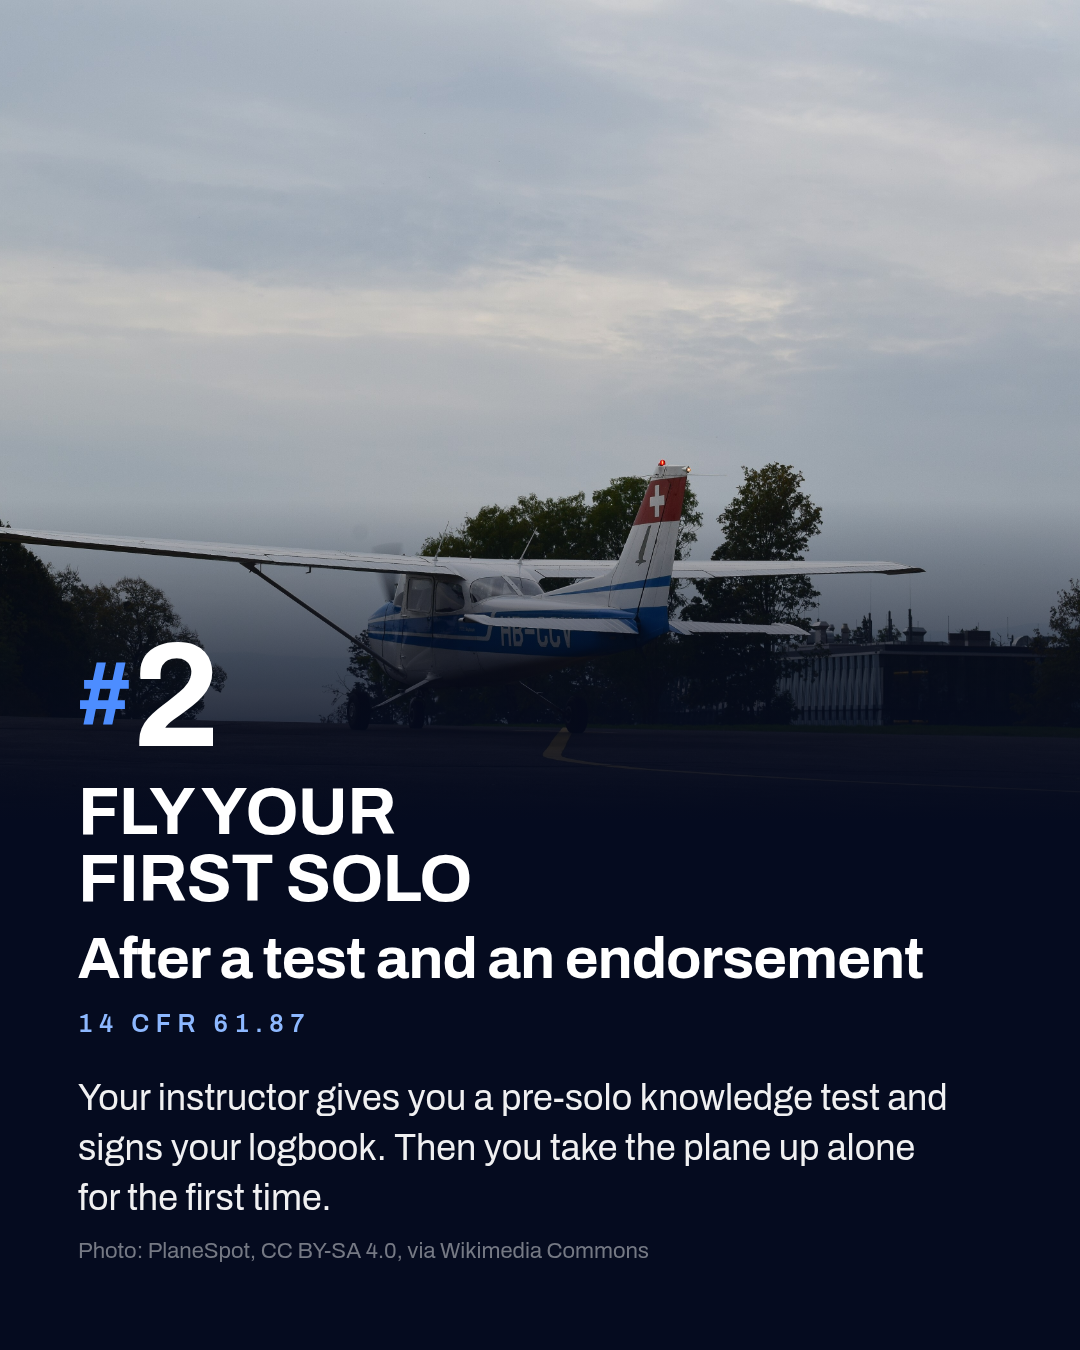 HB-CCV
#2
FLY YOUR
FIRST SOLO
After a test and an endorsement
14 CFR 61.87
Your instructor gives you a pre-solo knowledge test and
signs your logbook. Then you take the plane up alone
for the first time.
Photo: PlaneSpot, CC BY-SA 4.0, via Wikimedia Commons